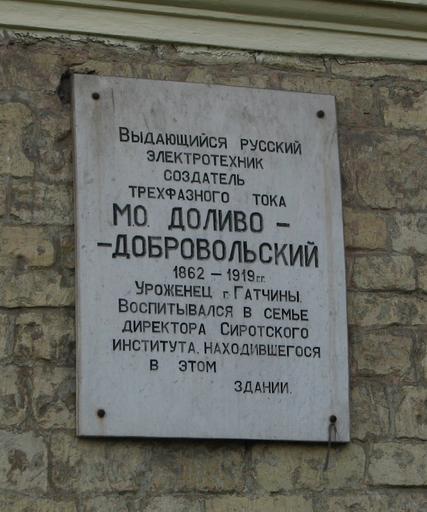 Выдающийся русский
электротехник
создатель
трехфазного тока
М.О. ДОЛИВО –
–ДОБРОВОЛЬСКИЙ
1862 – 1919 гг.
Уроженец г. Гатчины.
Воспитывался в семье
директора Сиротского
института, находившегося
в этом
здании.